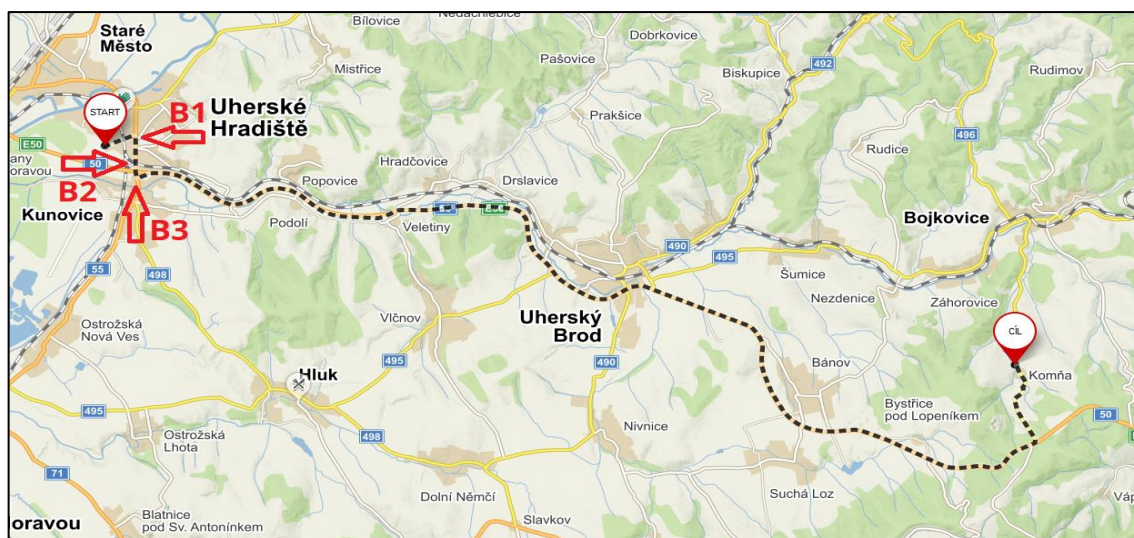 Staré
Město
Bílovice
Nedachlebice
Mistřice
Dobrkovice
Pašovice
Biskupice
492
Rudimov
START
B1
Uherské
Hradiště
Prakšice
496
E50
any
oravou
50
B2
Hradčovice
Drslavice
Rudice
Popovice
Kunovice
B3
Podolí
Veletiny
490
495
Bojkovice
55
498
Šumice
Nezdenice
Záhorovice
Ostrožská
Nová Ves
Vlčnov
Uherský
Brod
CÍL
495
Hluk
490
Bánov
Komňa
Bystřice
pod Lopeníkem
50
495
Ostrožská
Lhota
498
Nivnice
71
Dolní Němčí
Suchá Loz
Slavkov
oravou
Blatnice
pod Sv. Antonínkem